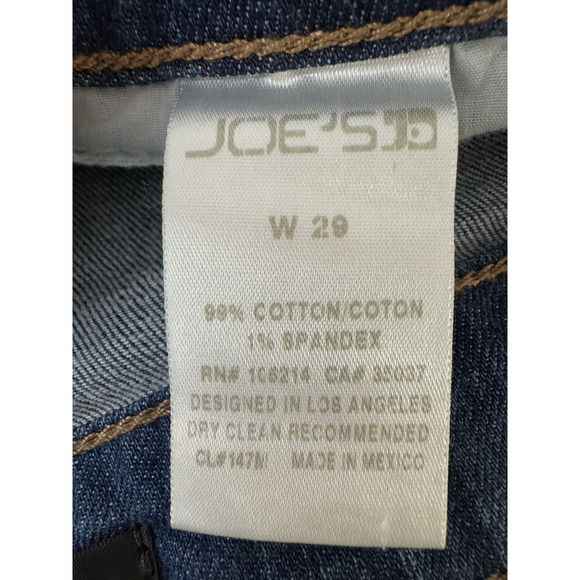 JOE'S
W 29
99% COTTON/COTON
1% SPANDEX
RN# 106214 CA# 35037
DESIGNED IN LOS ANGELES
DRY CLEAN RECOMMENDED
CL#147M MADE IN MEXICO